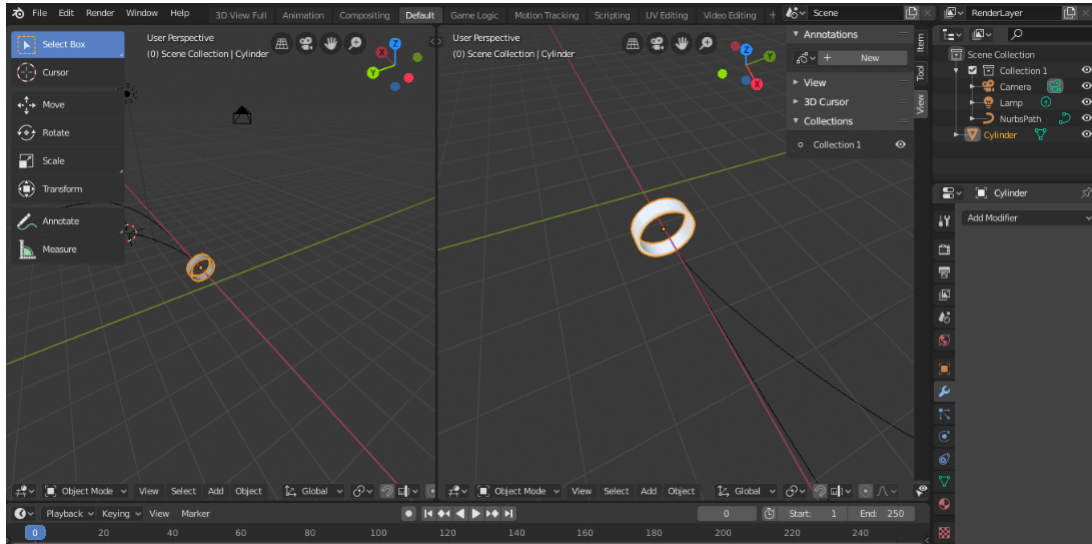 File Edit Render Window Help 3D View Full Animation Compositing Default Game Logic Motion Tracking Scripting UV Editing Video Editing + Scene RenderLayer
Select Box
Cursor
Move
Rotate
Scale
Transform
Annotate
Measure
User Perspective
(0) Scene Collection | Cylinder
X
Y
Z
User Perspective
(0) Scene Collection | Cylinder
Z
Y
X
Annotations
+ New
View
3D Cursor
Collections
Collection 1
Item
Tool
View
Scene Collection
Collection 1
Camera
Lamp
NurbsPath
Cylinder
Cylinder
Add Modifier
Object Mode View Select Add Object Global
Object Mode View Select Add Object Global
Playback Keying View Marker 0 Start: 1 End: 250
0 20 40 60 80 100 120 140 160 180 200 220 240